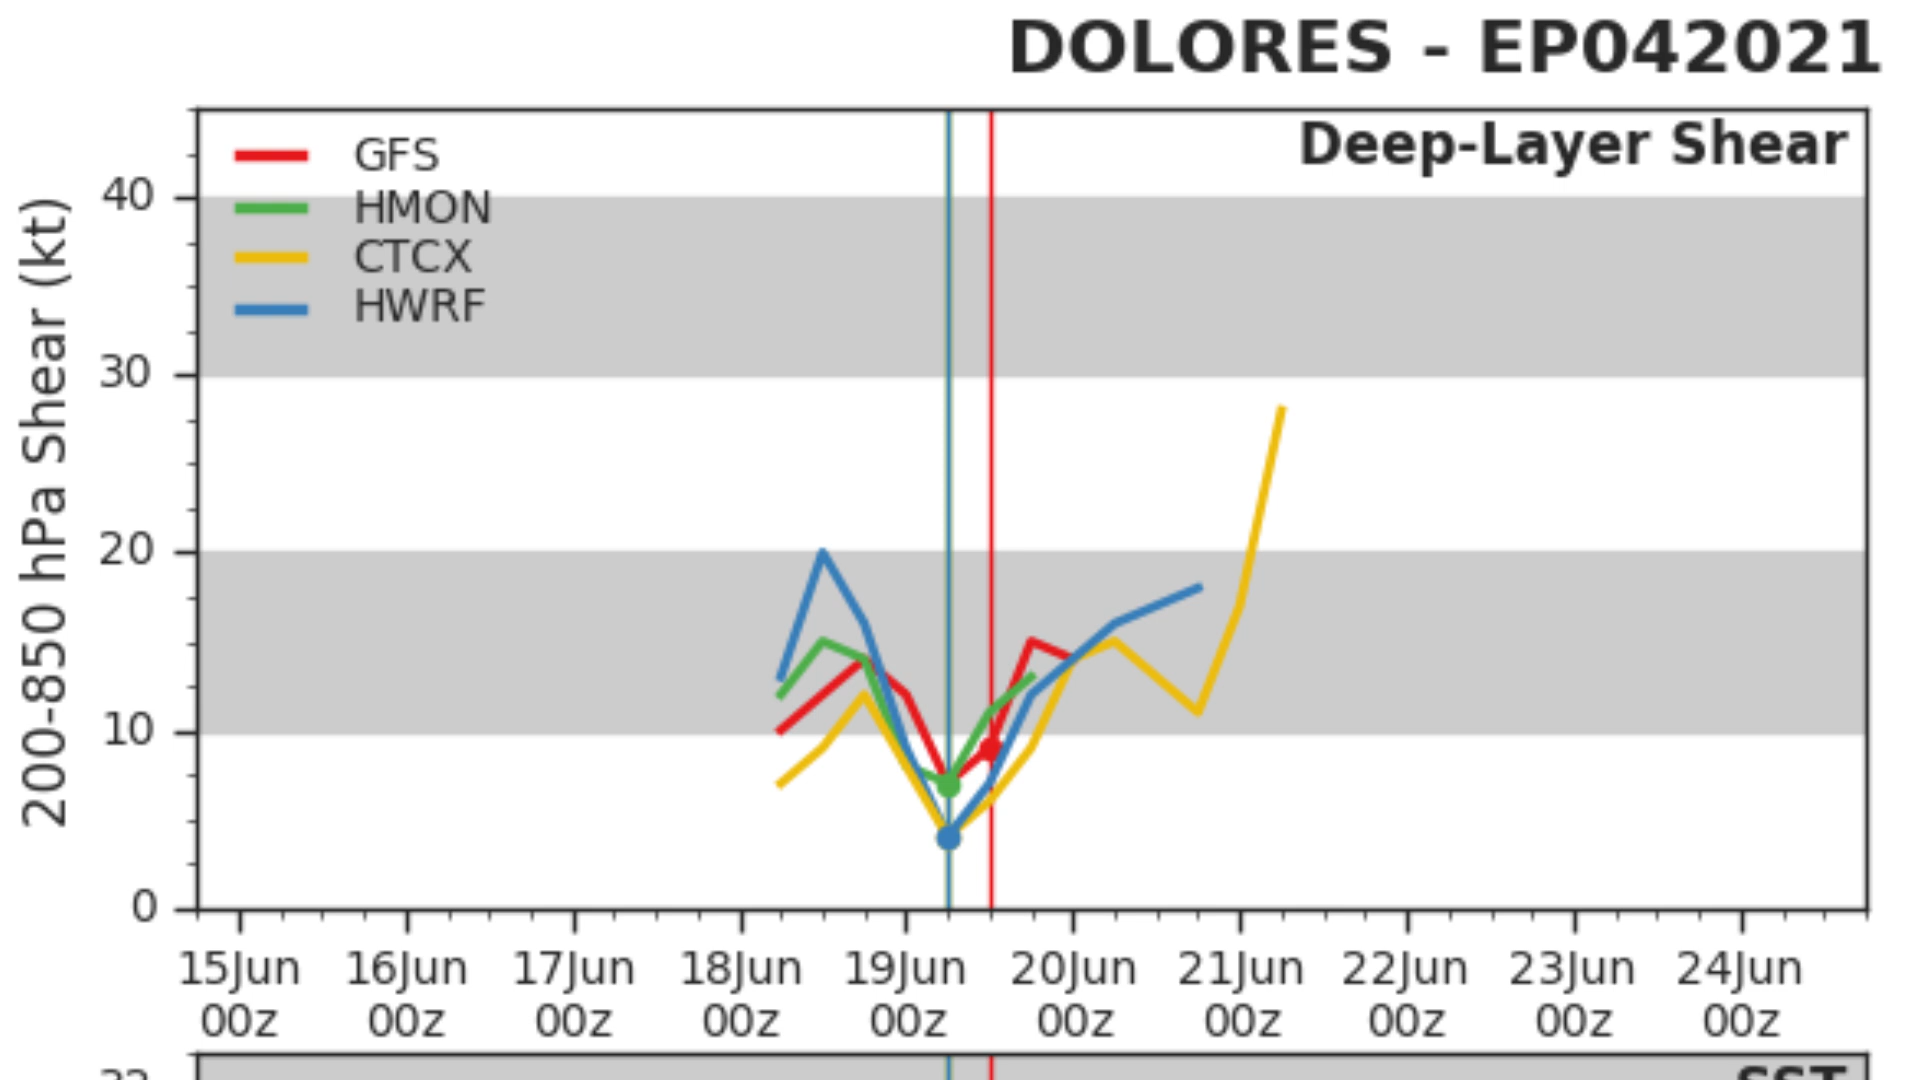 DOLORES - EP042021
Deep-Layer Shear
GFS
HMON
CTCX
HWRF
200-850 hPa Shear (kt)
40
30
20
10
0
15Jun 16Jun 17Jun 18Jun 19Jun 20Jun 21Jun 22Jun 23Jun 24Jun
00z 00z 00z 00z 00z 00z 00z 00z 00z 00z